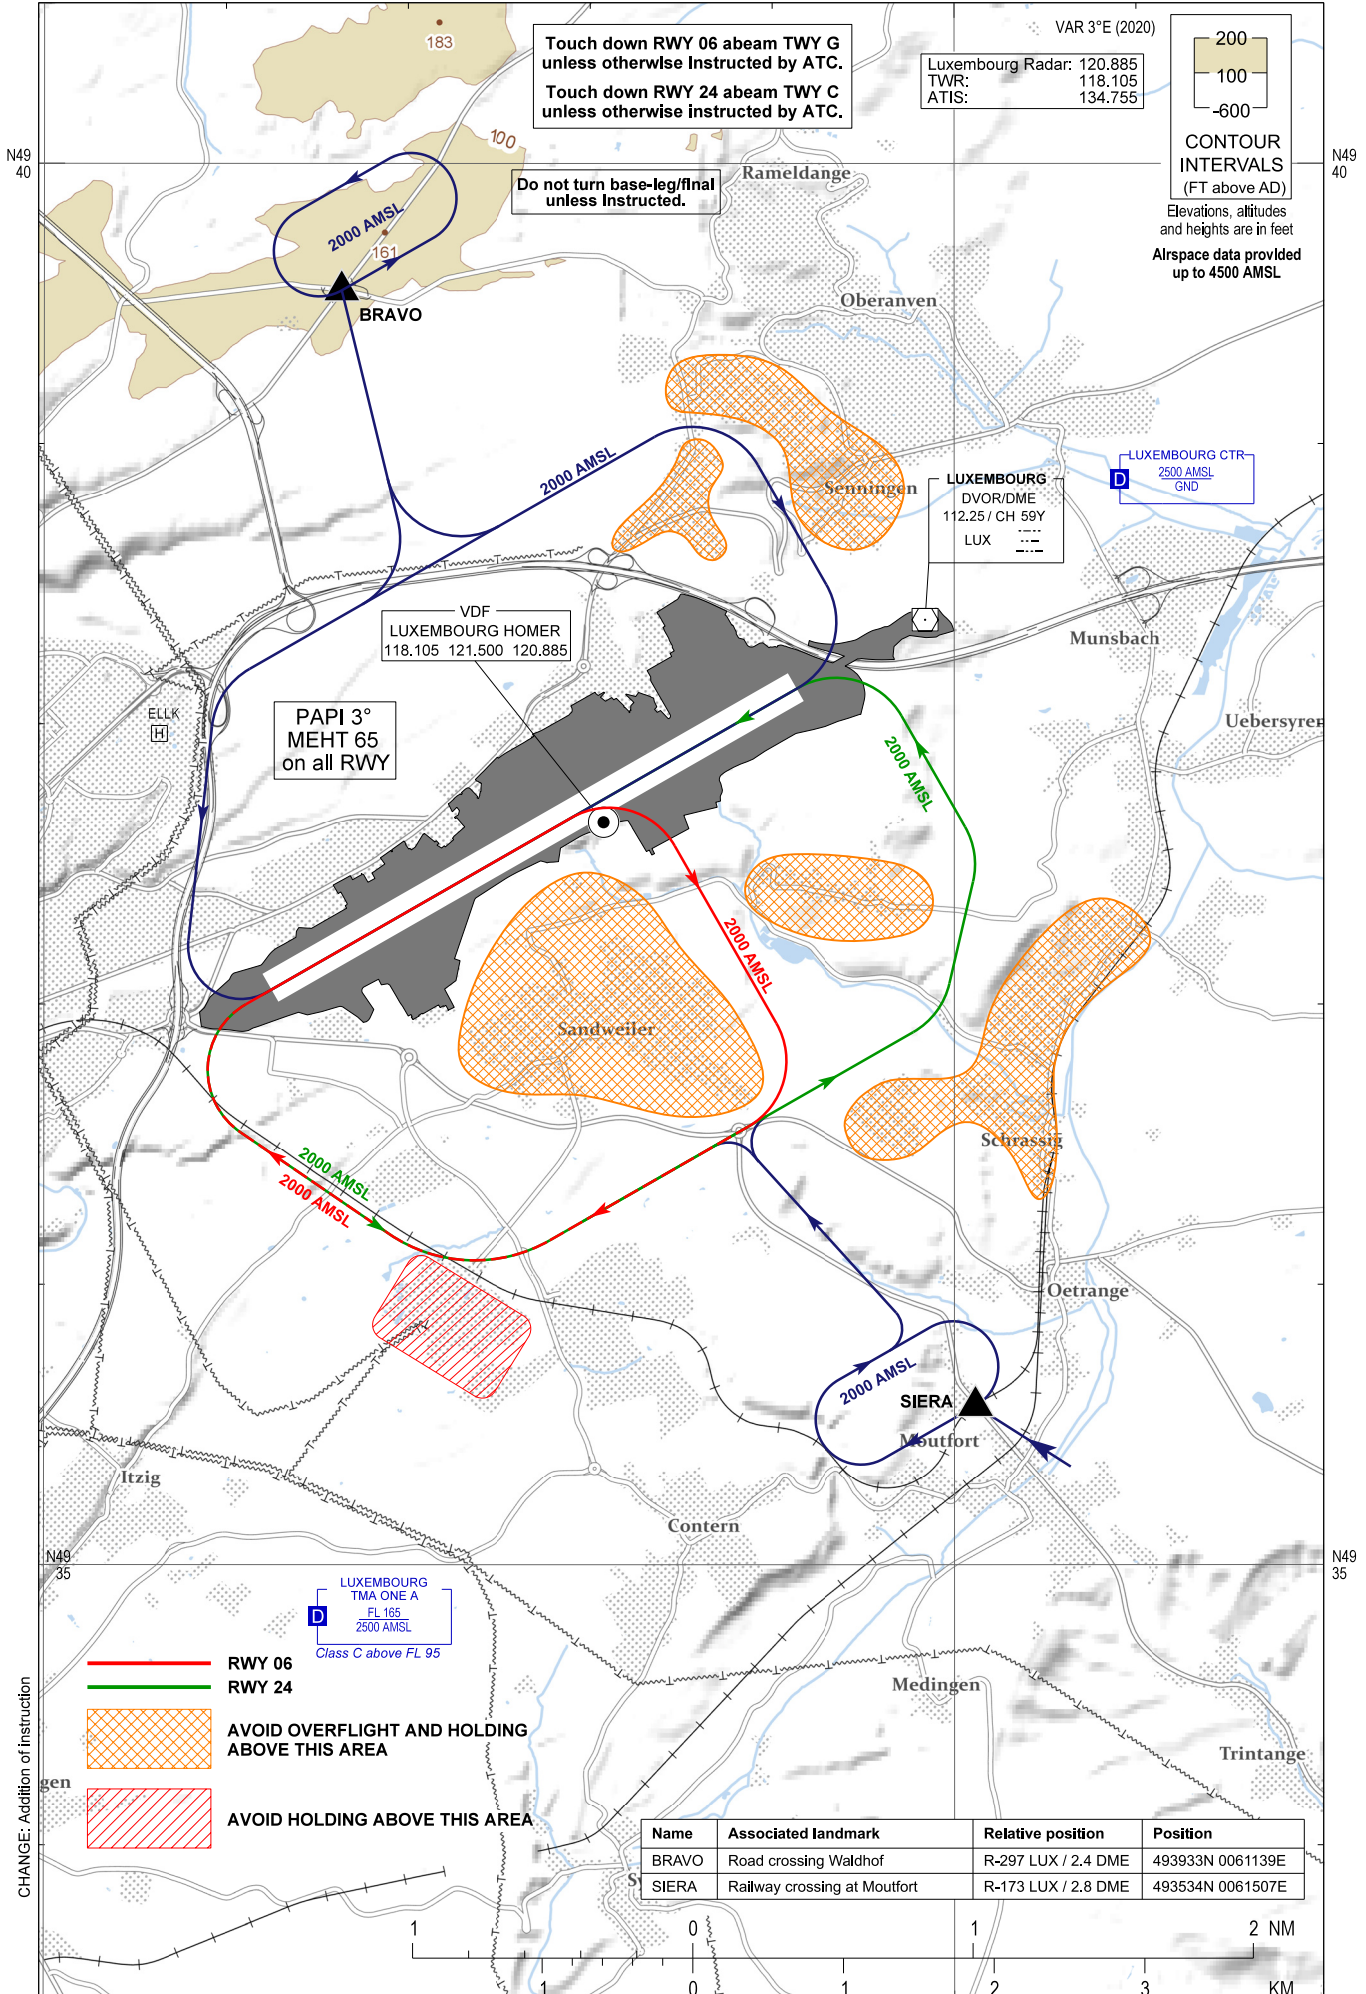 183
Touch down RWY 06 abeam TWY G
unless otherwise instructed by ATC.
Touch down RWY 24 abeam TWY C
unless otherwise instructed by ATC.
VAR 3°E (2020)
Luxembourg Radar: 120.885
TWR: 118.105
ATIS: 134.755
200
100
-600
CONTOUR
INTERVALS
(FT above AD)
Elevations, altitudes
and heights are in feet
Airspace data provided
up to 4500 AMSL
N49
40
N49
40
100
Rameldange
Do not turn base-leg/final
unless instructed.
2000 AMSL
161
BRAVO
Oberanven
2000 AMSL
Senningen
LUXEMBOURG
DVOR/DME
112.25 / CH 59Y
LUX
LUXEMBOURG CTR
D
2500 AMSL
GND
VDF
LUXEMBOURG HOMER
118.105 121.500 120.885
Munsbach
ELLK
H
PAPI 3°
MEHT 65
on all RWY
Uebersyren
2000 AMSL
2000 AMSL
Sandweiler
Schrassig
2000 AMSL
2000 AMSL
Oetrange
2000 AMSL
SIERA
Moutfort
Itzig
Contern
N49
35
N49
35
LUXEMBOURG
TMA ONE A
D
FL 165
2500 AMSL
Class C above FL 95
RWY 06
RWY 24
AVOID OVERFLIGHT AND HOLDING
ABOVE THIS AREA
AVOID HOLDING ABOVE THIS AREA
Medingen
Trintange
gen
CHANGE: Addition of instruction
Name Associated landmark Relative position Position
BRAVO Road crossing Waldhof R-297 LUX / 2.4 DME 493933N 0061139E
SIERA Railway crossing at Moutfort R-173 LUX / 2.8 DME 493534N 0061507E
1 0 1 2 NM
1 0 1 2 3 KM